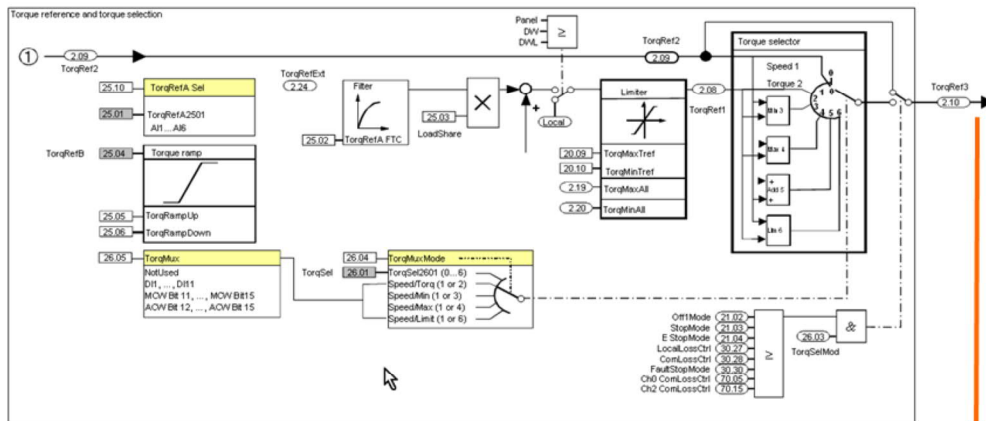 Torque reference and torque selection
Panel
DW
DWL
≥
1
2.09
TorqRef2
TorqRef2
2.09
Torque selector
Speed 1
0
1
0
2
3
4
5
6
Torque 2
Min 3
Max 4
+
Add 5
+
Lim 6
25.10
TorqRefA Sel
25.01
TorqRefA2501
AI1....AI6
TorqRefExt
2.24
Filter
25.02
TorqRefA FTC
25.03
LoadShare
+
Local
Limiter
2.08
TorqRef1
TorqRef3
2.10
20.09
TorqMaxTref
20.10
TorqMinTref
2.19
TorqMaxAll
2.20
TorqMinAll
TorqRefB
25.04
Torque ramp
25.05
TorqRampUp
25.06
TorqRampDown
26.05
TorqMux
NotUsed
DI1, ..., DI11
MCW Bit 11, ..., MCW Bit15
ACW Bit 12, ..., ACW Bit 15
26.04
TorqMuxMode
TorqSel
26.01
TorqSel2601 (0...6)
Speed/Torq (1 or 2)
Speed/Min (1 or 3)
Speed/Max (1 or 4)
Speed/Limit (1 or 6)
Off1Mode
21.02
StopMode
21.03
E StopMode
21.04
LocalLossCtrl
30.27
ComLossCtrl
30.28
FaultStopMode
30.30
Ch0 ComLossCtrl
70.05
Ch2 ComLossCtrl
70.15
≥
26.03
TorqSelMod
&